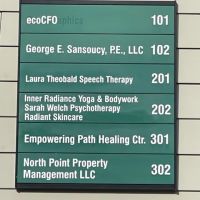 ecoCFOgraphics 101
George E. Sansoucy, P.E., LLC 102
Laura Theobald Speech Therapy 201
Inner Radiance Yoga & Bodywork
Sarah Welch Psychotherapy 202
Radiant Skincare
Empowering Path Healing Ctr. 301
North Point Property
Management LLC 302